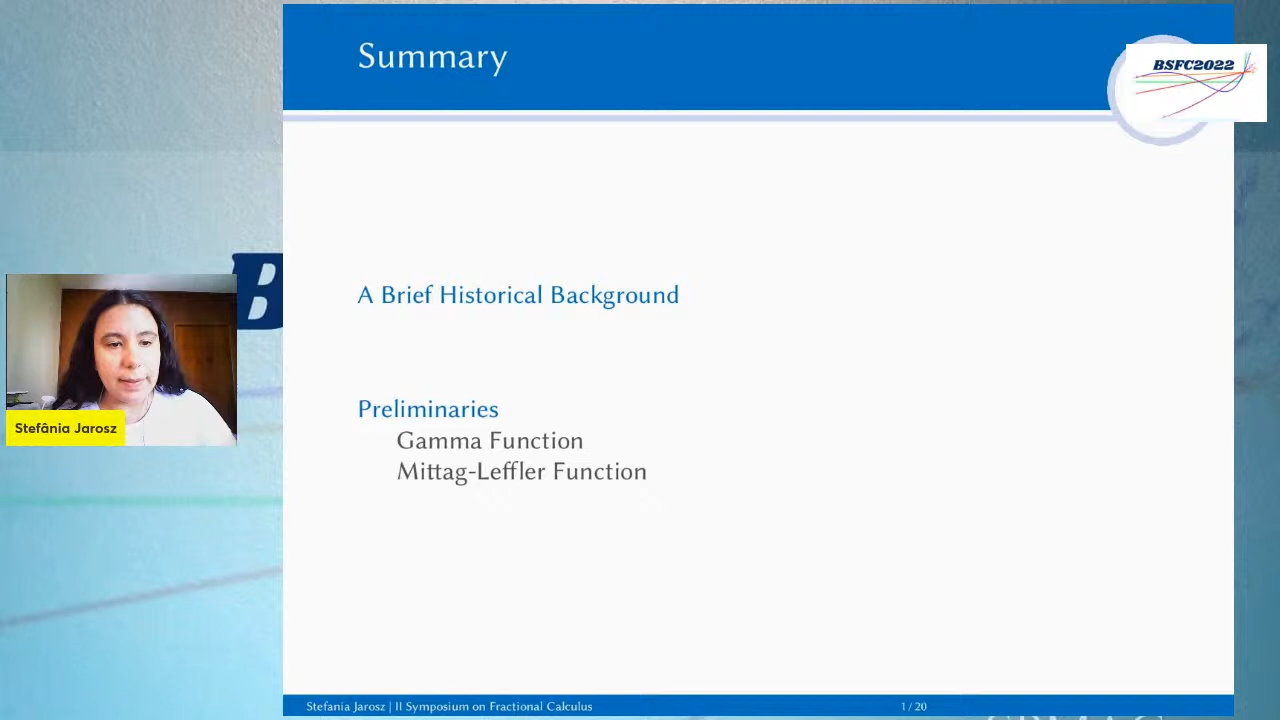 Summary
BSFC2022
A Brief Historical Background
B
Preliminaries
Gamma Function
Mittag-Leffler Function
Stefânia Jarosz
Stefania Jarosz | II Symposium on Fractional Calculus
1 / 20